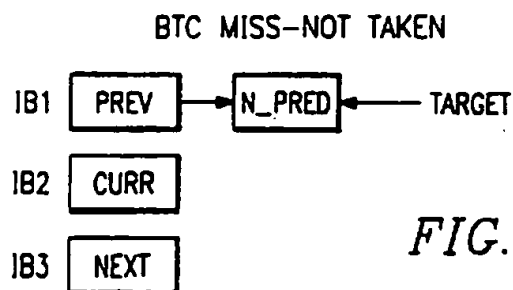 BTC MISS-NOT TAKEN
IB1 PREV N_PRED TARGET
IB2 CURR
IB3 NEXT
FIG.